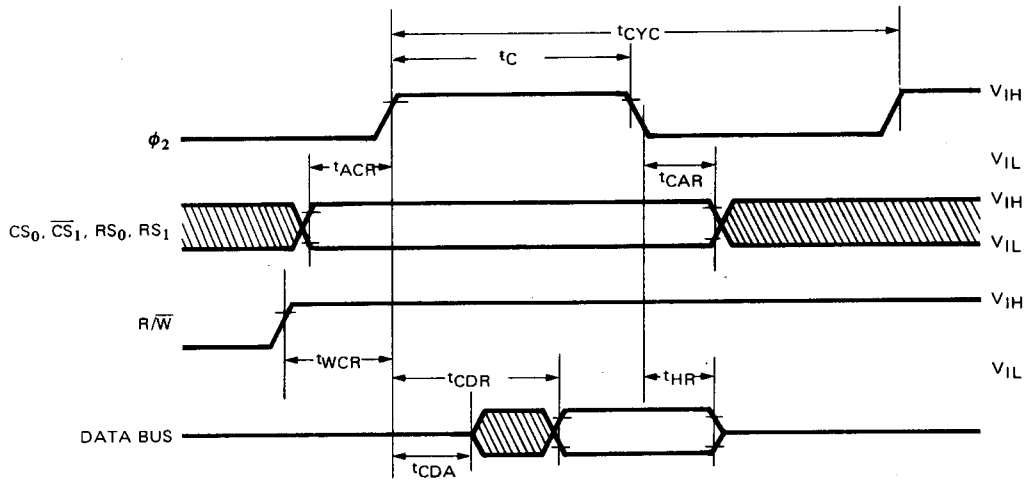 tCYC
tC
VIH
ϕ2
tACR
tCAR
VIL
VIH
CS0, C̅S̅1, RS0, RS1
VIL
VIH
R/W̅
tWCR
tCDR
tHR
VIL
DATA BUS
tCDA